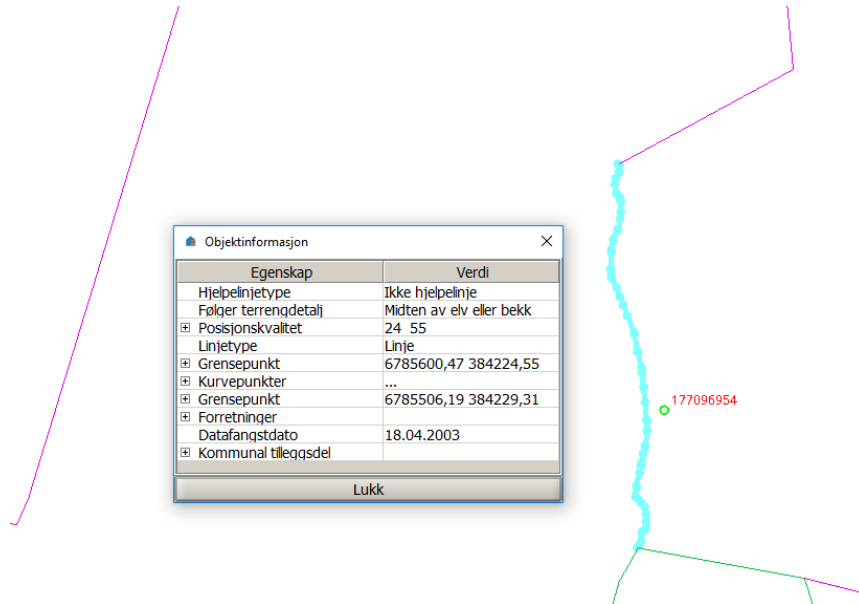 Objektinformasjon
Egenskap Verdi
Hjelpelinjetype Ikke hjelpelinje
Følger terrengdetalj Midten av elv eller bekk
Posisjonskvalitet 24 55
Linjetype Linje
Grensepunkt 6785600,47 384224,55
Kurvepunkter ...
Grensepunkt 6785506,19 384229,31
Forretninger
Datafangstdato 18.04.2003
Kommunal tilleggsdel
Lukk
177096954